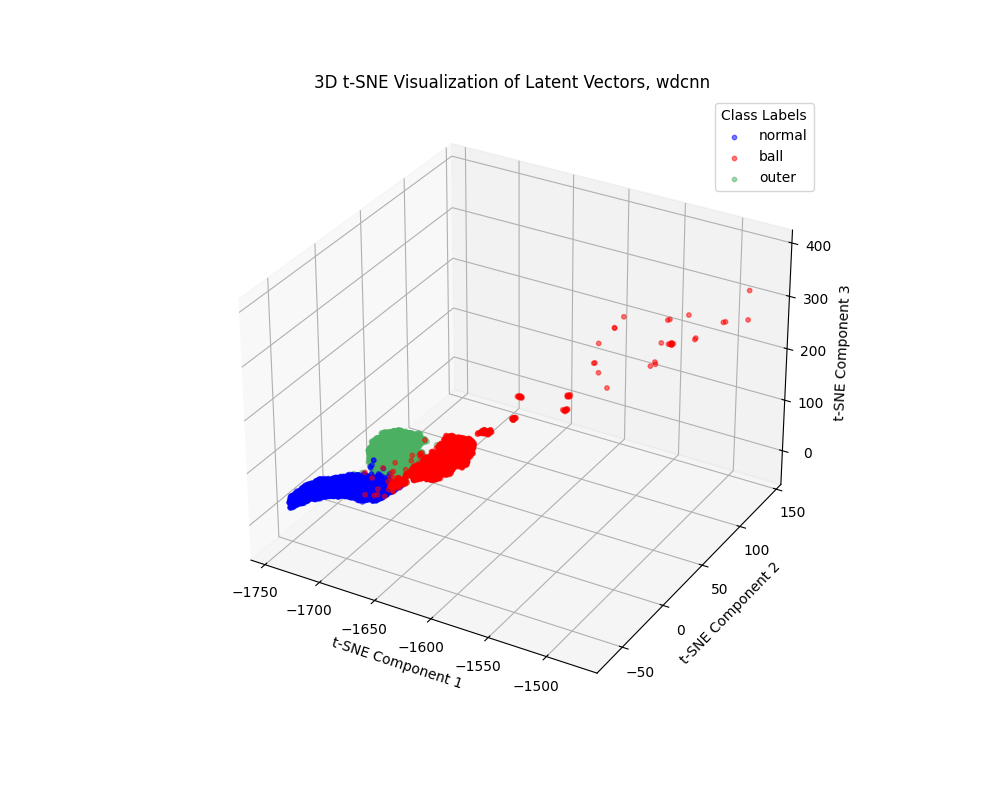 3D t-SNE Visualization of Latent Vectors, wdcnn
Class Labels
normal
ball
outer
400
300
200
100
0
t-SNE Component 3
150
100
50
0
−50
t-SNE Component 2
−1750
−1700
−1650
−1600
−1550
−1500
t-SNE Component 1